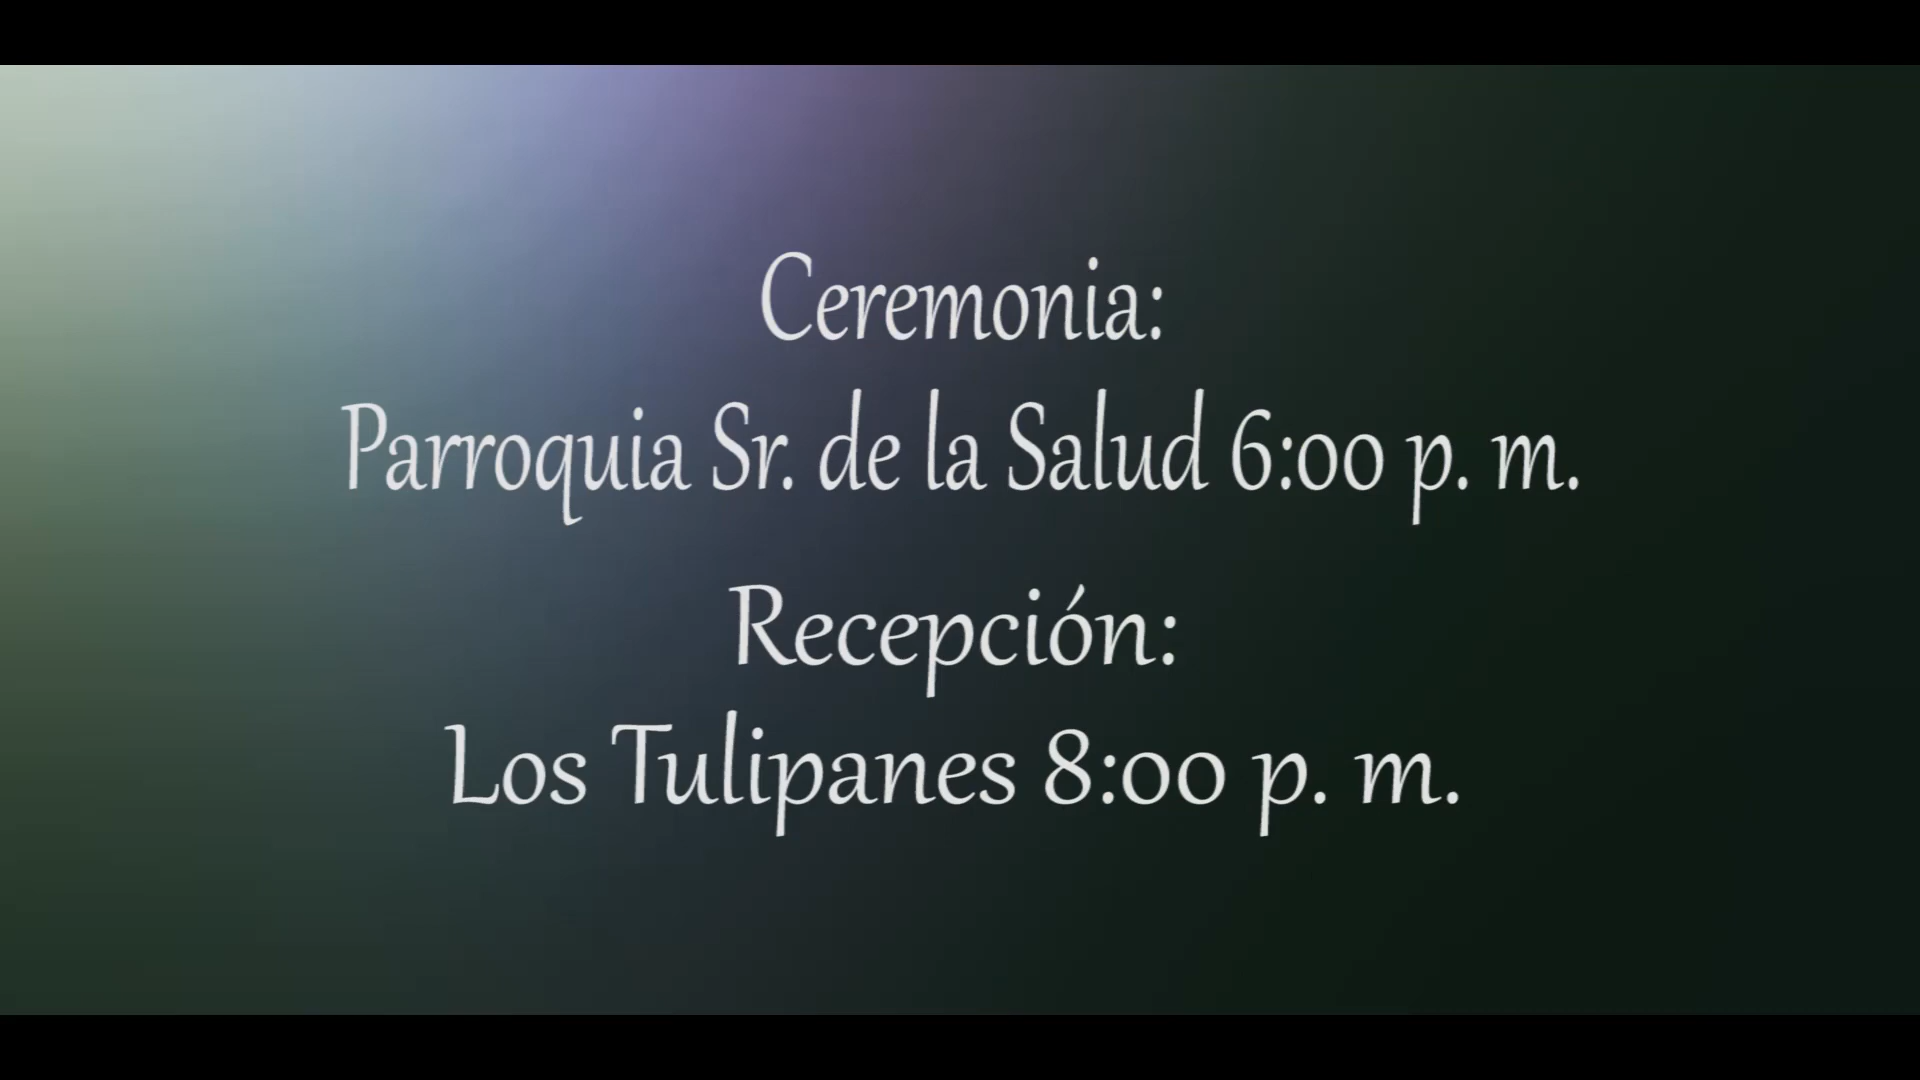 Ceremonia:
Parroquia Sr. de la Salud 6:00 p. m.
Recepción:
Los Tulipanes 8:00 p. m.